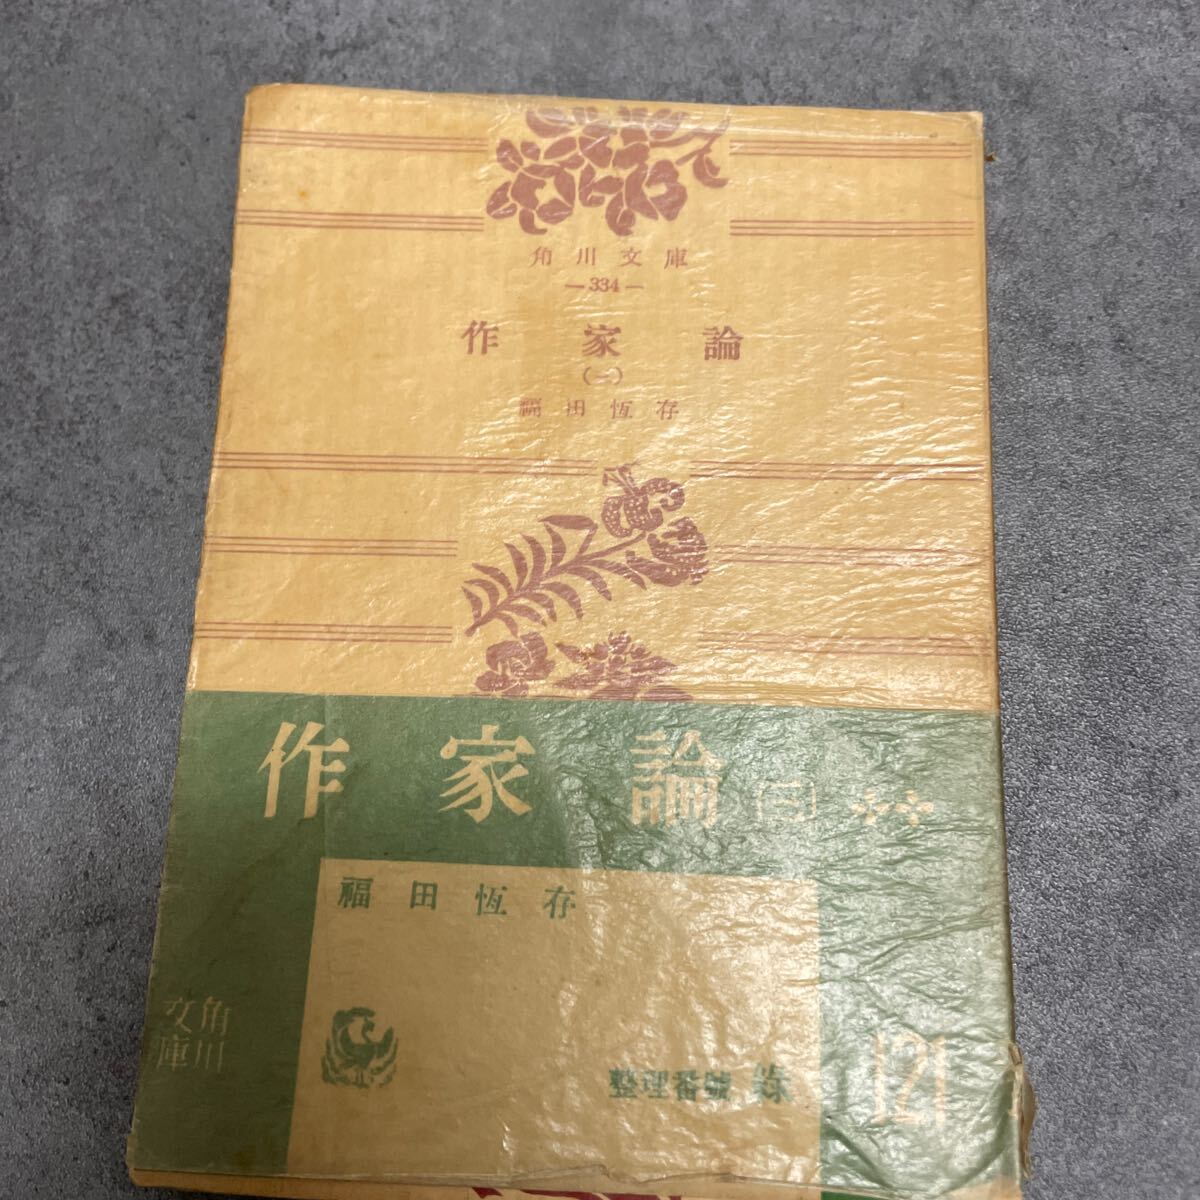 角川文庫
—334—
作家論
(二)
福田恆存
作家論 (二)
福田恆存
角川
文庫
整理番號 緑
121